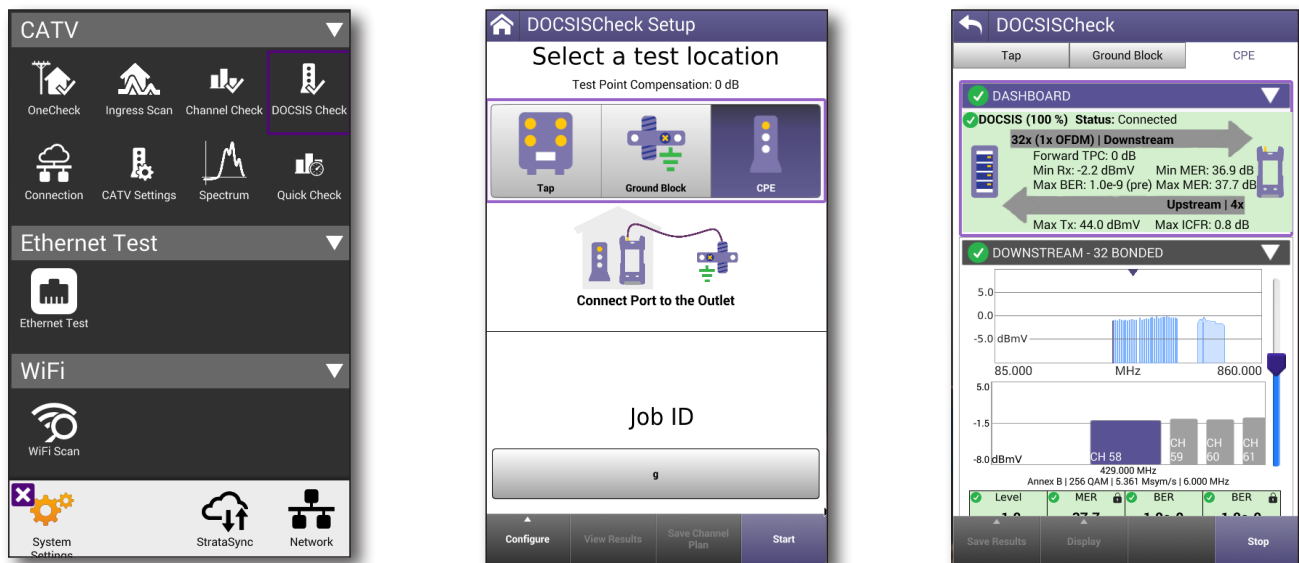 CATV
OneCheck Ingress Scan Channel Check DOCSIS Check
Connection CATV Settings Spectrum Quick Check
Ethernet Test
Ethernet Test
WiFi
WiFi Scan
System Settings StrataSync Network
DOCSISCheck Setup
Select a test location
Test Point Compensation: 0 dB
Tap Ground Block CPE
Connect Port to the Outlet
Job ID
g
Configure View Results Save Channel Plan Start
DOCSISCheck
Tap Ground Block CPE
DASHBOARD
DOCSIS (100 %) Status: Connected
32x (1x OFDM) | Downstream
Forward TPC: 0 dB
Min Rx: -2.2 dBmV Min MER: 36.9 dB
Max BER: 1.0e-9 (pre) Max MER: 37.7 dB
Upstream | 4x
Max Tx: 44.0 dBmV Max ICFR: 0.8 dB
DOWNSTREAM - 32 BONDED
5.0
0.0
-5.0 dBmV
85.000 MHz 860.000
5.0
-1.5
-8.0 dBmV CH 58 CH 59 CH 60 CH 61
429.000 MHz
Annex B | 256 QAM | 5.361 Msym/s | 6.000 MHz
Level MER BER BER
Save Results Display Stop